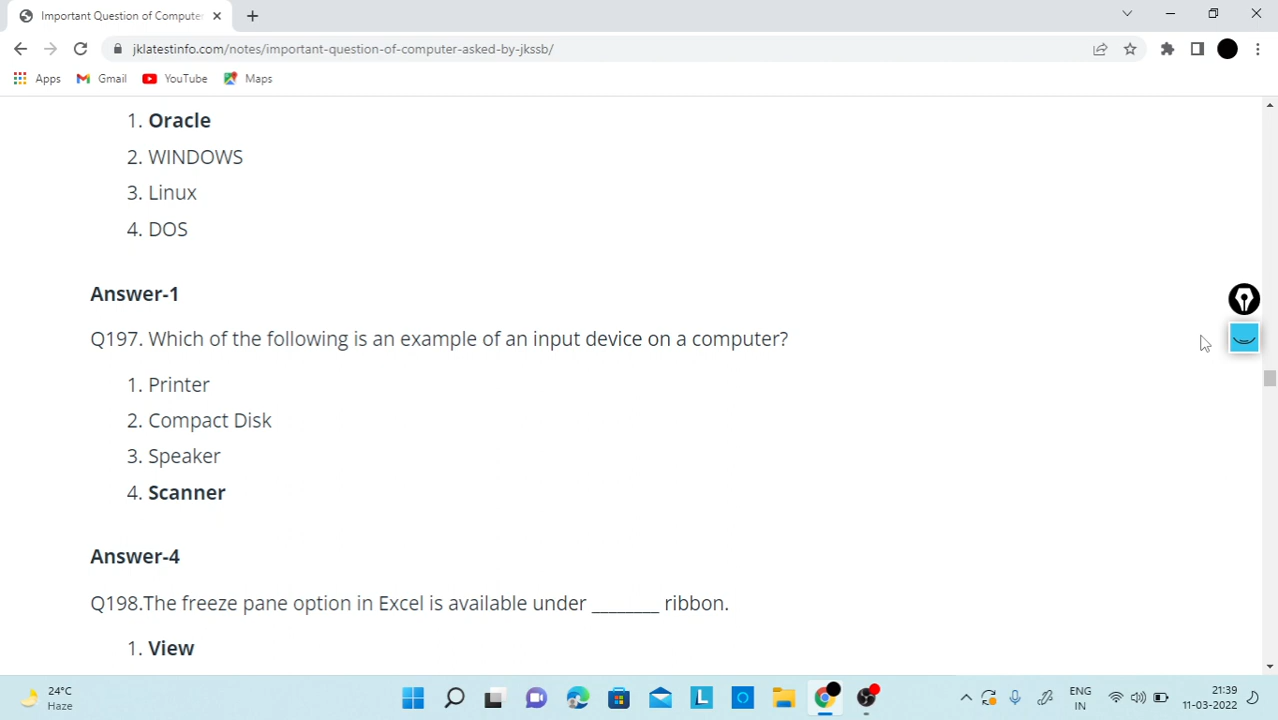 Important Question of Compute
jklatestinfo.com/notes/important-question-of-computer-asked-by-jkssb/
Apps Gmail YouTube Maps
1. Oracle
2. WINDOWS
3. Linux
4. DOS
Answer-1
Q197. Which of the following is an example of an input device on a computer?
1. Printer
2. Compact Disk
3. Speaker
4. Scanner
Answer-4
Q198.The freeze pane option in Excel is available under ________ ribbon.
1. View
24°C
Haze
L
ENG
IN
21:39
11-03-2022